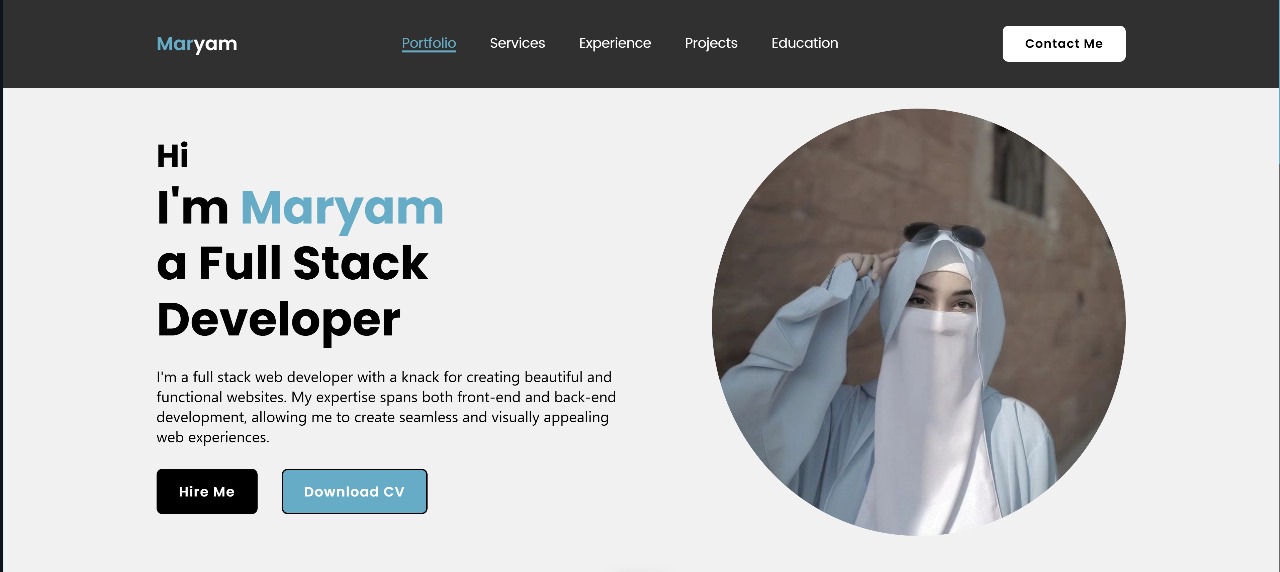 Maryam
Portfolio Services Experience Projects Education
Contact Me
Hi
I'm Maryam
a Full Stack
Developer
I'm a full stack web developer with a knack for creating beautiful and
functional websites. My expertise spans both front-end and back-end
development, allowing me to create seamless and visually appealing
web experiences.
Hire Me
Download CV